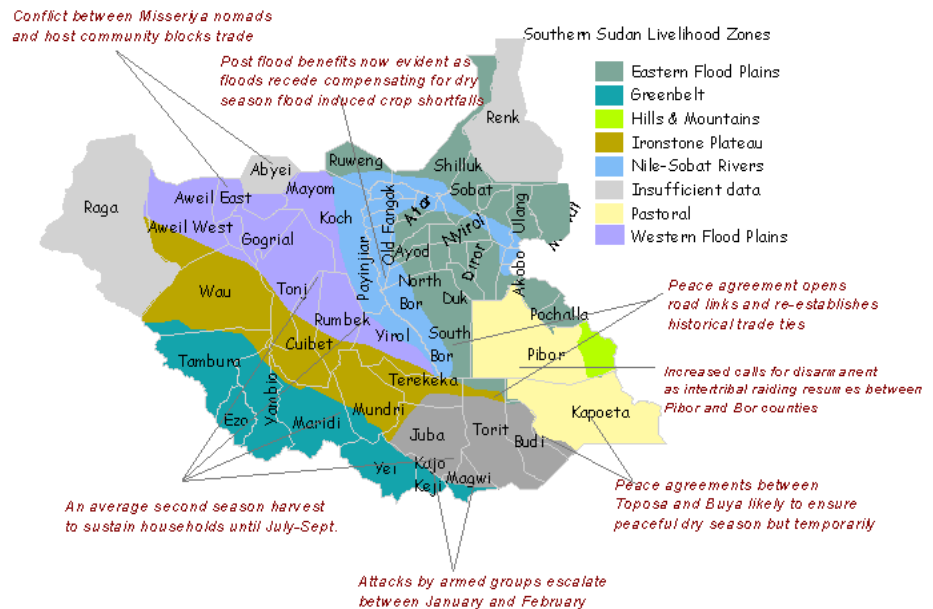 Conflict between Misseriya nomads
and host community blocks trade
Post flood benefits now evident as
floods recede compensating for dry
season flood induced crop shortfalls
Southern Sudan Livelihood Zones
Eastern Flood Plains
Greenbelt
Hills & Mountains
Ironstone Plateau
Nile-Sobat Rivers
Insufficient data
Pastoral
Western Flood Plains
Renk
Abyei
Ruweng
Shilluk
Raga
Aweil East
Mayom
Sobat
Aweil West
Koch
Old Fangak
Atar
Ulang
Gogrial
Nyirol
Payinjiar
Ayod
Diror
Akobo
Wau
Tonj
North
Bor
Duk
Pochalla
Rumbek
Yirol
South
Bor
Cuibet
Pibor
Tambura
Terekeka
Yambio
Mundri
Kapoeta
Ezo
Maridi
Juba
Torit
Budi
Yei
Kajo
Keji
Magwi
Peace agreement opens
road links and re-establishes
historical trade ties
Increased calls for disarmanent
as intertribal raiding resumes between
Pibor and Bor counties
An average second season harvest
to sustain households until July-Sept.
Peace agreements between
Toposa and Buya likely to ensure
peaceful dry season but temporarily
Attacks by armed groups escalate
between January and February